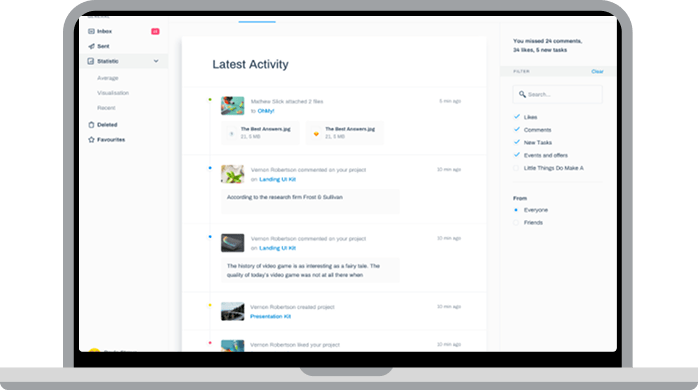 Inbox
Sent
Statistic
Average
Visualisation
Recent
Deleted
Favourites
Latest Activity
Mathew Slick attached 2 files
5 min ago
to OhMy!
The Best Answers.jpg
21, 5 MB
The Best Answers.jpg
21, 5 MB
Vernon Robertson commented on your project
10 min ago
on Landing UI Kit
According to the research firm Frost & Sullivan
Vernon Robertson commented on your project
10 min ago
on Landing UI Kit
The history of video game is as interesting as a fairy tale. The
quality of today's video game was not at all there when
Vernon Robertson created project
10 min ago
Presentation Kit
Vernon Robertson liked your project
10 min ago
You missed 24 comments,
34 likes, 5 new tasks
FILTER
Clear
Search...
Likes
Comments
New Tasks
Events and offers
Little Things Do Make A
From
Everyone
Friends